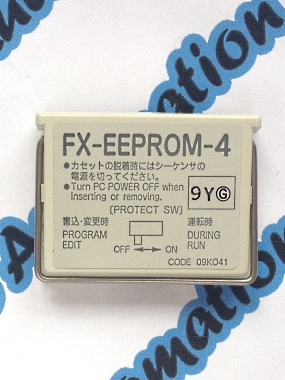 FX-EEPROM-4
●カセットの脱着時にはシーケンサの
電源を切ってください。
●Turn PC POWER OFF when
inserting or removing.
9YⒼ
[PROTECT SW]
書込・変更時 運転時
PROGRAM DURING
EDIT OFF ←→ ON RUN
CODE 09K041
Automation